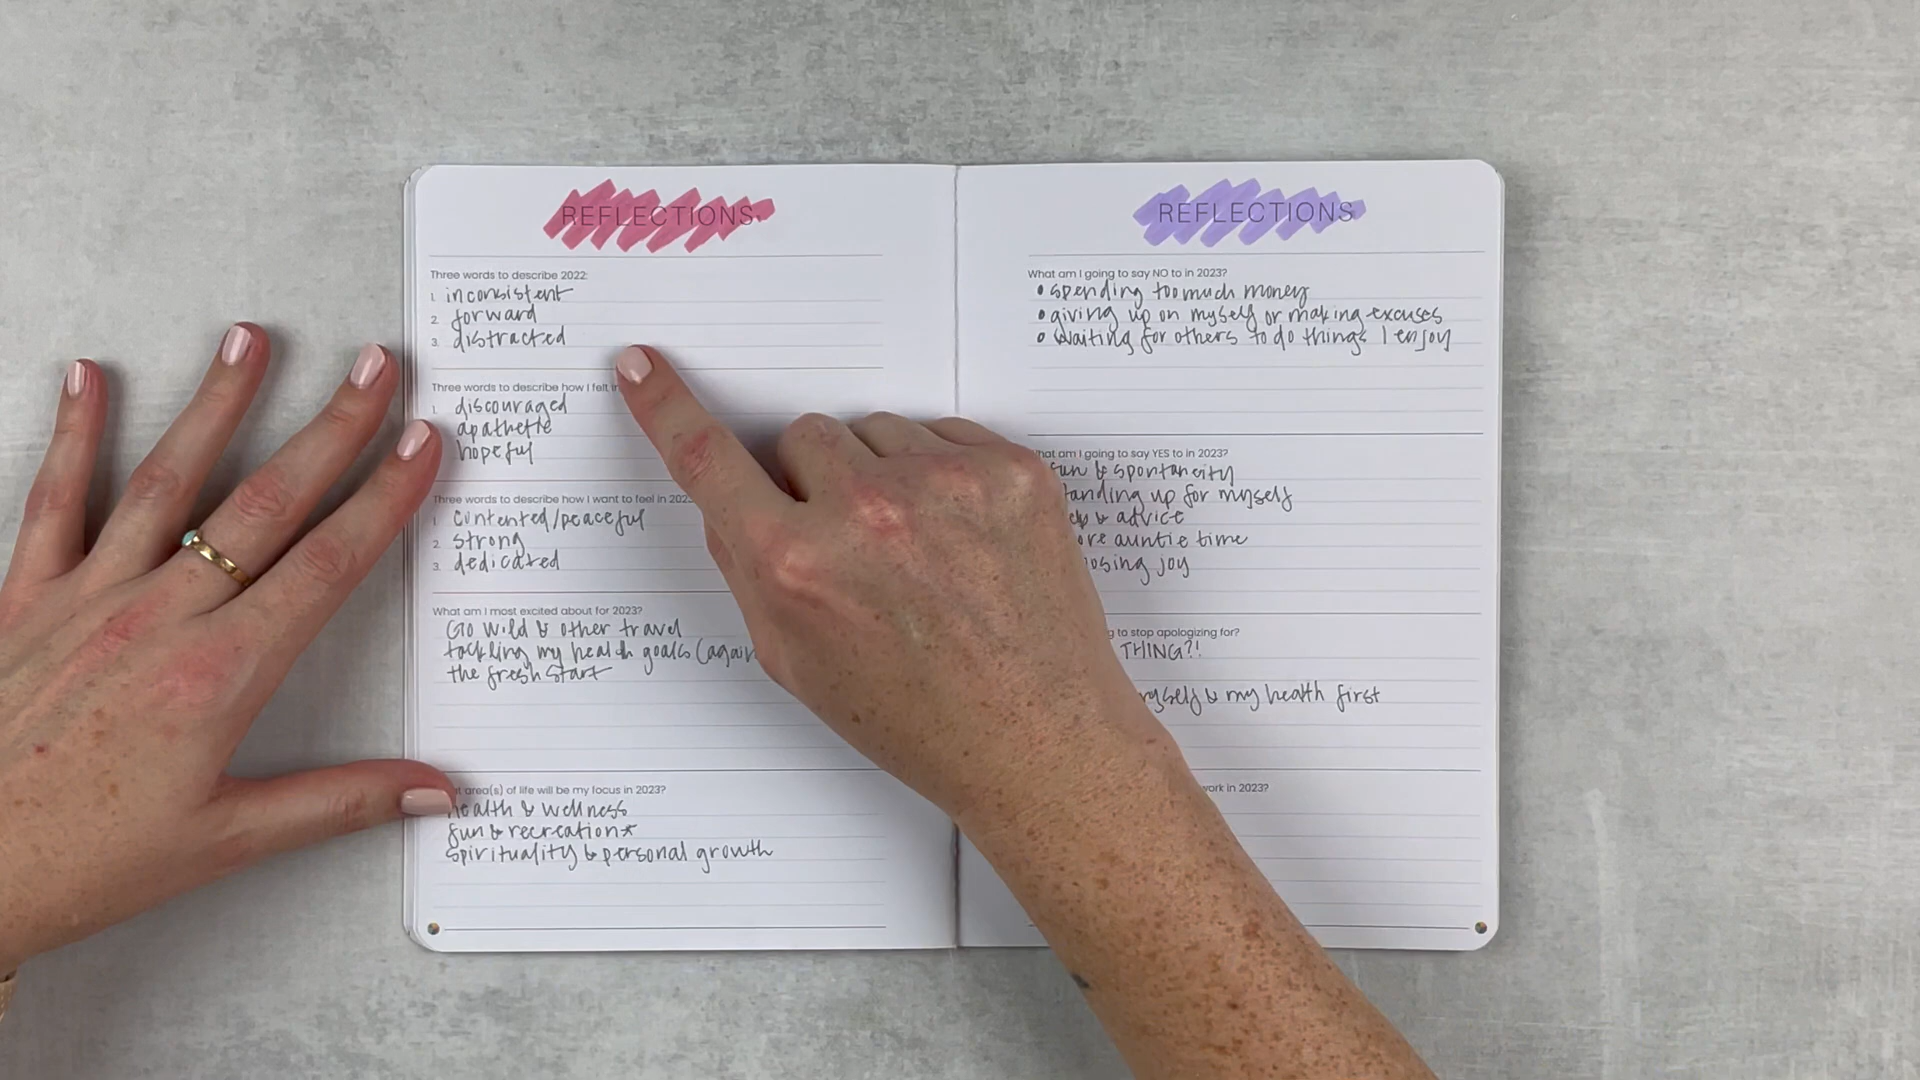 REFLECTIONS
Three words to describe 2022:
1. inconsistent
2. forward
3. distracted
Three words to describe how I felt in
1. discouraged
apathetic
hopeful
Three words to describe how I want to feel in 202
1. contented/peaceful
2. strong
3. dedicated
What am I most excited about for 2023?
Go Wild & other travel
tackling my health goals (again
the fresh start
area(s) of life will be my focus in 2023?
health & wellness
fun & recreation*
spirituality & personal growth
REFLECTIONS
What am I going to say NO to in 2023?
• spending too much money
• giving up on myself or making excuses
• waiting for others to do things I enjoy
What am I going to say YES to in 2023?
fun & spontaneity
tanding up for myself
& advice
ore auntie time
osing joy
to stop apologizing for?
THING?!
myself & my health first
work in 2023?